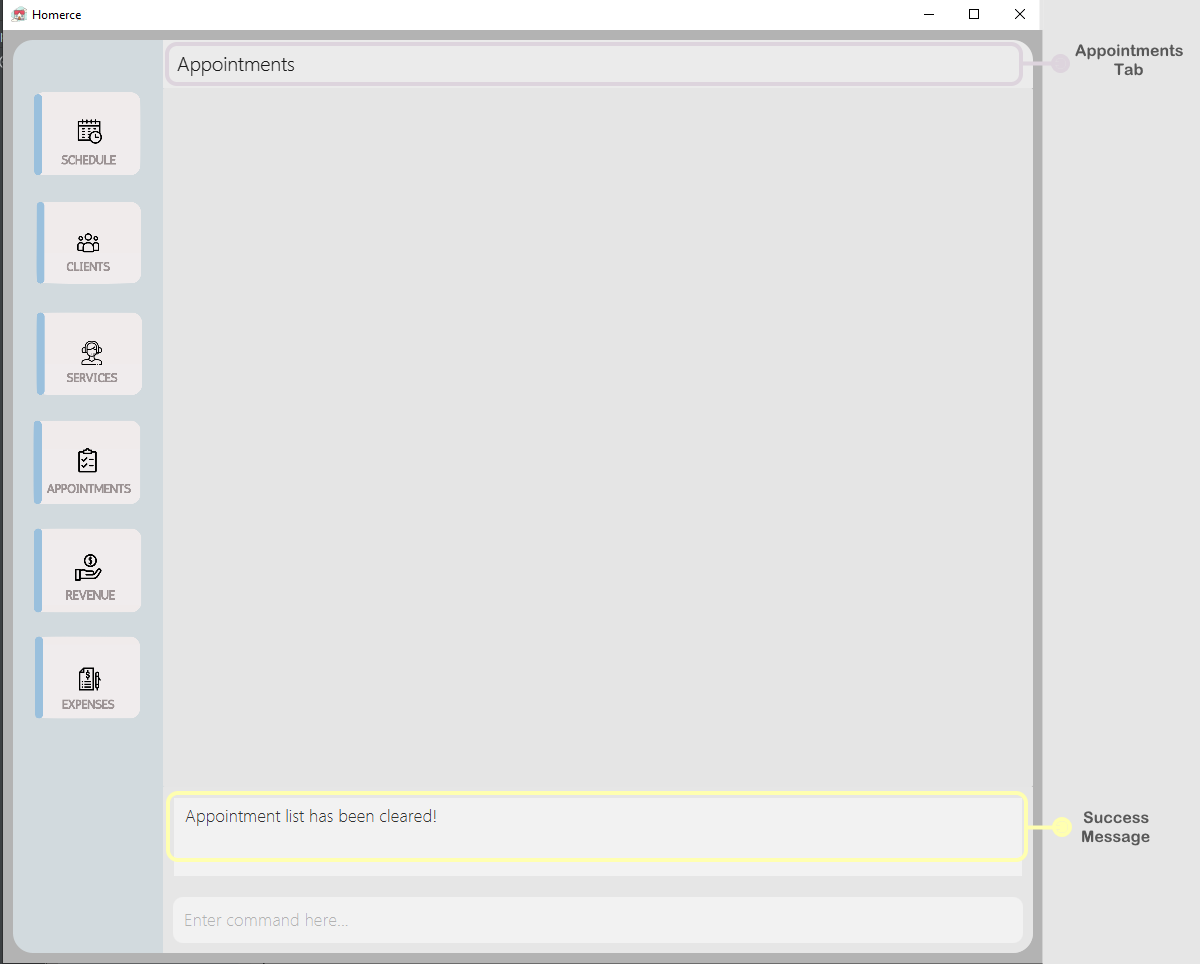 Homerce
Appointments
Appointments
Tab
SCHEDULE
CLIENTS
SERVICES
APPOINTMENTS
REVENUE
EXPENSES
Appointment list has been cleared!
Success
Message
Enter command here...